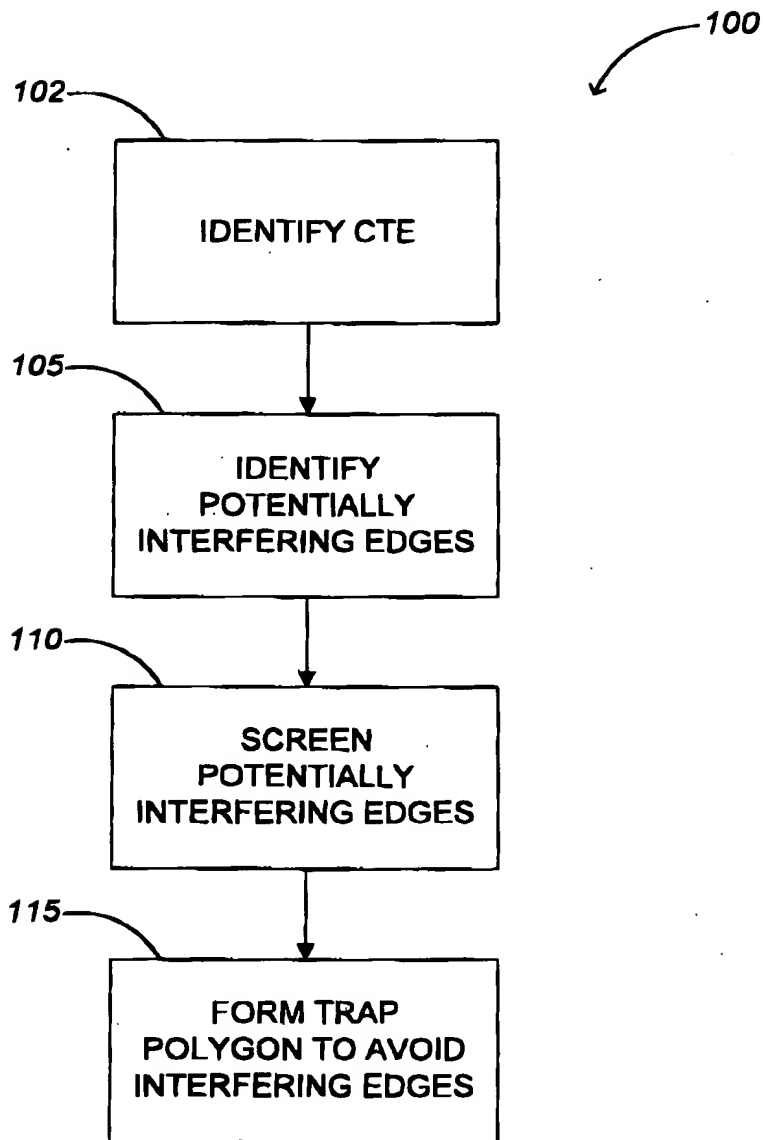 100
102
IDENTIFY CTE
105
IDENTIFY
POTENTIALLY
INTERFERING EDGES
110
SCREEN
POTENTIALLY
INTERFERING EDGES
115
FORM TRAP
POLYGON TO AVOID
INTERFERING EDGES